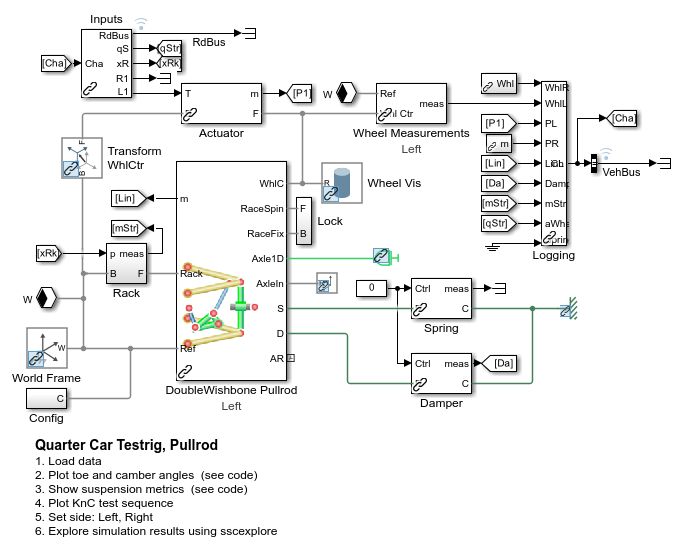 Inputs
RdBus
qS
xR
R1
L1
Cha
[Cha]
[qStr]
[xRk]
RdBus
T
m
F
Actuator
[P1]
W
Ref
meas
Whl Ctr
Wheel Measurements
Left
Whl
[P1]
m
[Lin]
[Da]
[mStr]
[qStr]
WhlR
WhlL
PL
PR
Damp
mStr
aWh
Logging
[Cha]
VehBus
F
B
Transform
WhlCtr
[Lin]
m
[mStr]
[xRk]
p meas
B
F
Rack
W
W
World Frame
C
Config
WhlC
RaceSpin
RaceFix
Axle1D
AxleIn
S
D
AR
Rack
Ref
DoubleWishbone Pullrod
Left
R
Wheel Vis
F
B
Lock
0
Ctrl
meas
C
Spring
Ctrl
meas
C
Damper
[Da]
Quarter Car Testrig, Pullrod
1. Load data
2. Plot toe and camber angles (see code)
3. Show suspension metrics (see code)
4. Plot KnC test sequence
5. Set side: Left, Right
6. Explore simulation results using sscexplore